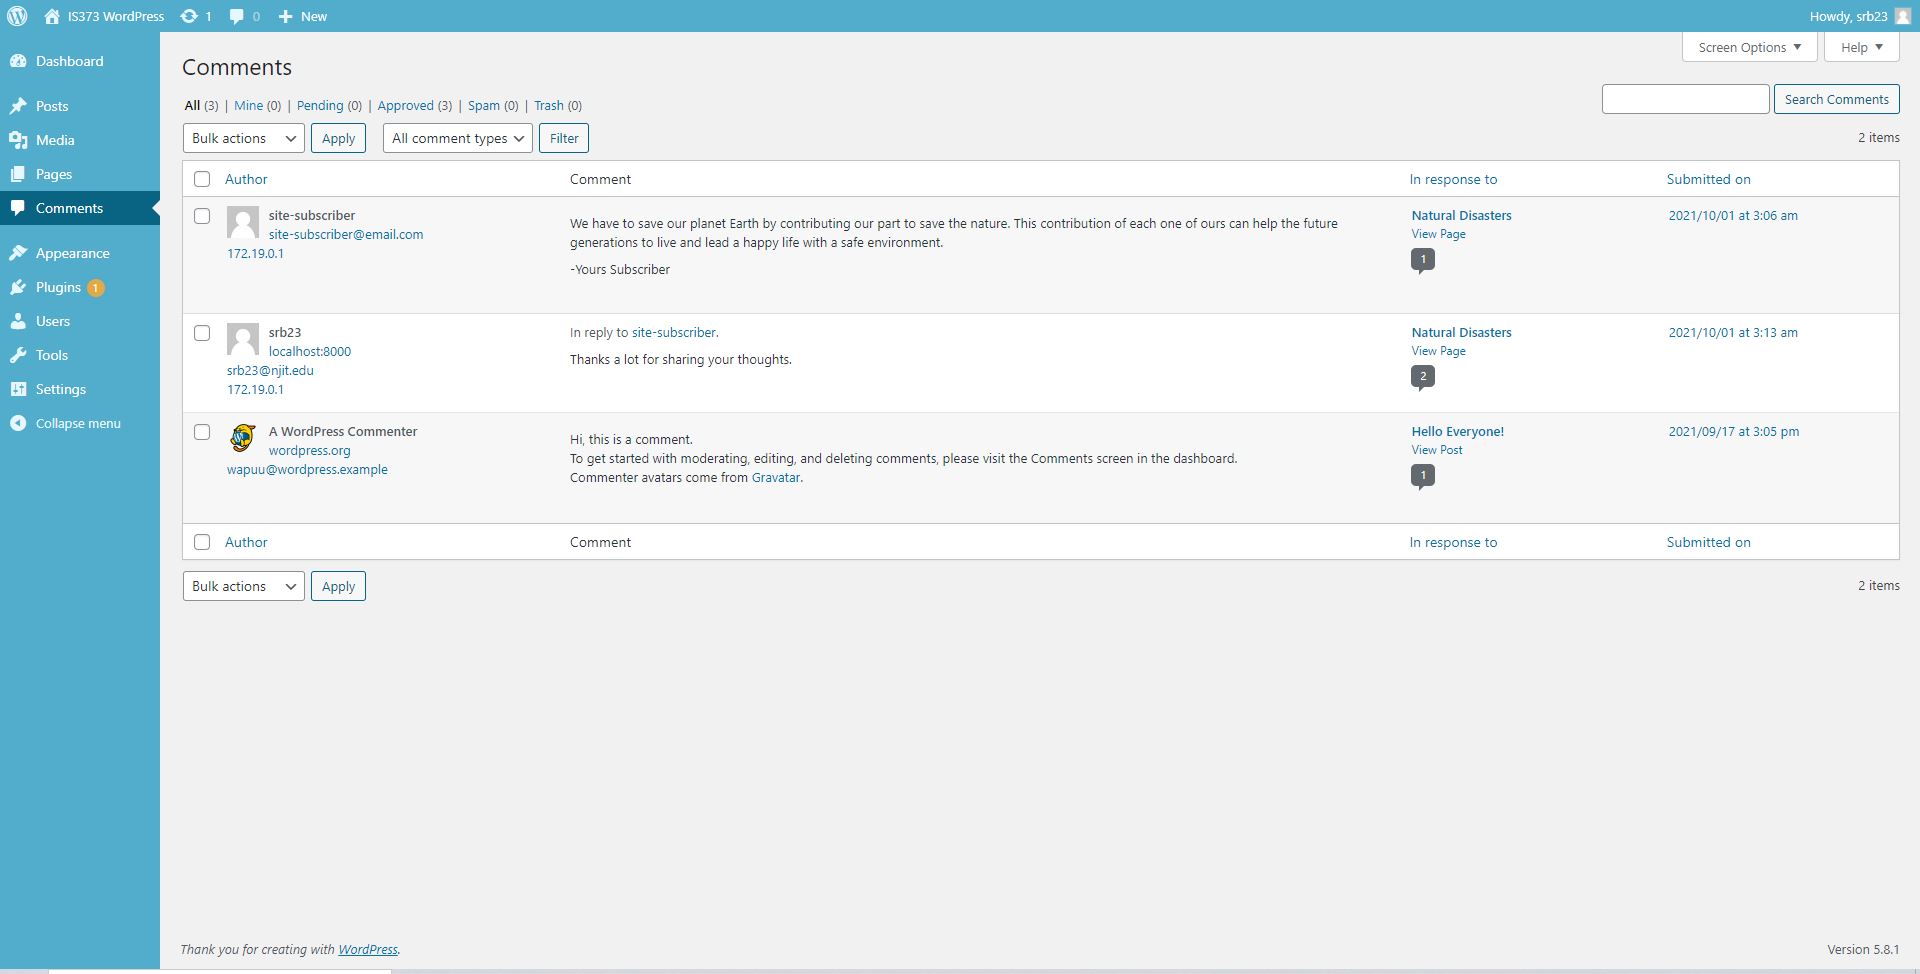 IS373 WordPress 1 0 New Howdy, srb23
Screen Options Help
Dashboard
Posts
Media
Pages
Comments
Appearance
Plugins 1
Users
Tools
Settings
Collapse menu
Comments
All (3) | Mine (0) | Pending (0) | Approved (3) | Spam (0) | Trash (0)
Search Comments
Bulk actions Apply All comment types Filter 2 items
Author Comment In response to Submitted on
site-subscriber
site-subscriber@email.com
172.19.0.1
We have to save our planet Earth by contributing our part to save the nature. This contribution of each one of ours can help the future
generations to live and lead a happy life with a safe environment.
-Yours Subscriber
Natural Disasters
View Page
1
2021/10/01 at 3:06 am
srb23
localhost:8000
srb23@njit.edu
172.19.0.1
In reply to site-subscriber.
Thanks a lot for sharing your thoughts.
Natural Disasters
View Page
2
2021/10/01 at 3:13 am
A WordPress Commenter
wordpress.org
wapuu@wordpress.example
Hi, this is a comment.
To get started with moderating, editing, and deleting comments, please visit the Comments screen in the dashboard.
Commenter avatars come from Gravatar.
Hello Everyone!
View Post
1
2021/09/17 at 3:05 pm
Author Comment In response to Submitted on
Bulk actions Apply 2 items
Thank you for creating with WordPress. Version 5.8.1